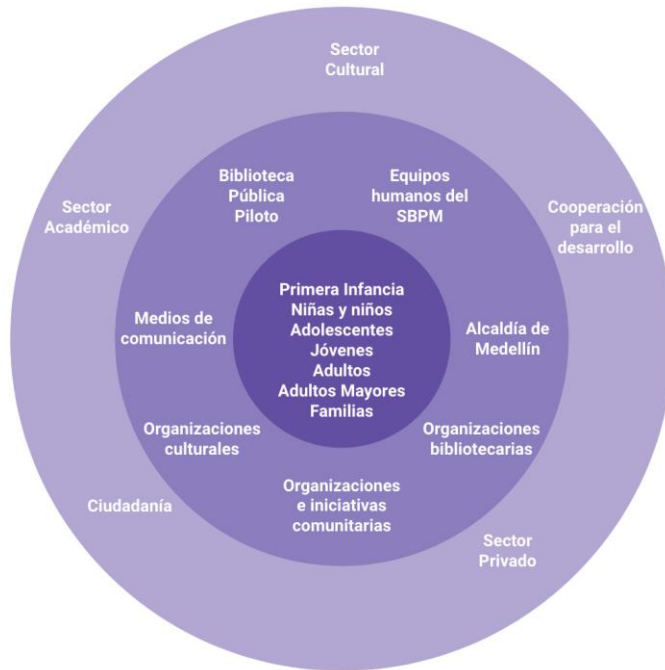 Sector
Cultural
Sector
Académico
Cooperación
para el
desarrollo
Ciudadanía
Sector
Privado
Biblioteca
Pública
Piloto
Equipos
humanos del
SBPM
Medios de
comunicación
Alcaldía de
Medellín
Organizaciones
culturales
Organizaciones
bibliotecarias
Organizaciones
e iniciativas
comunitarias
Primera Infancia
Niñas y niños
Adolescentes
Jóvenes
Adultos
Adultos Mayores
Familias